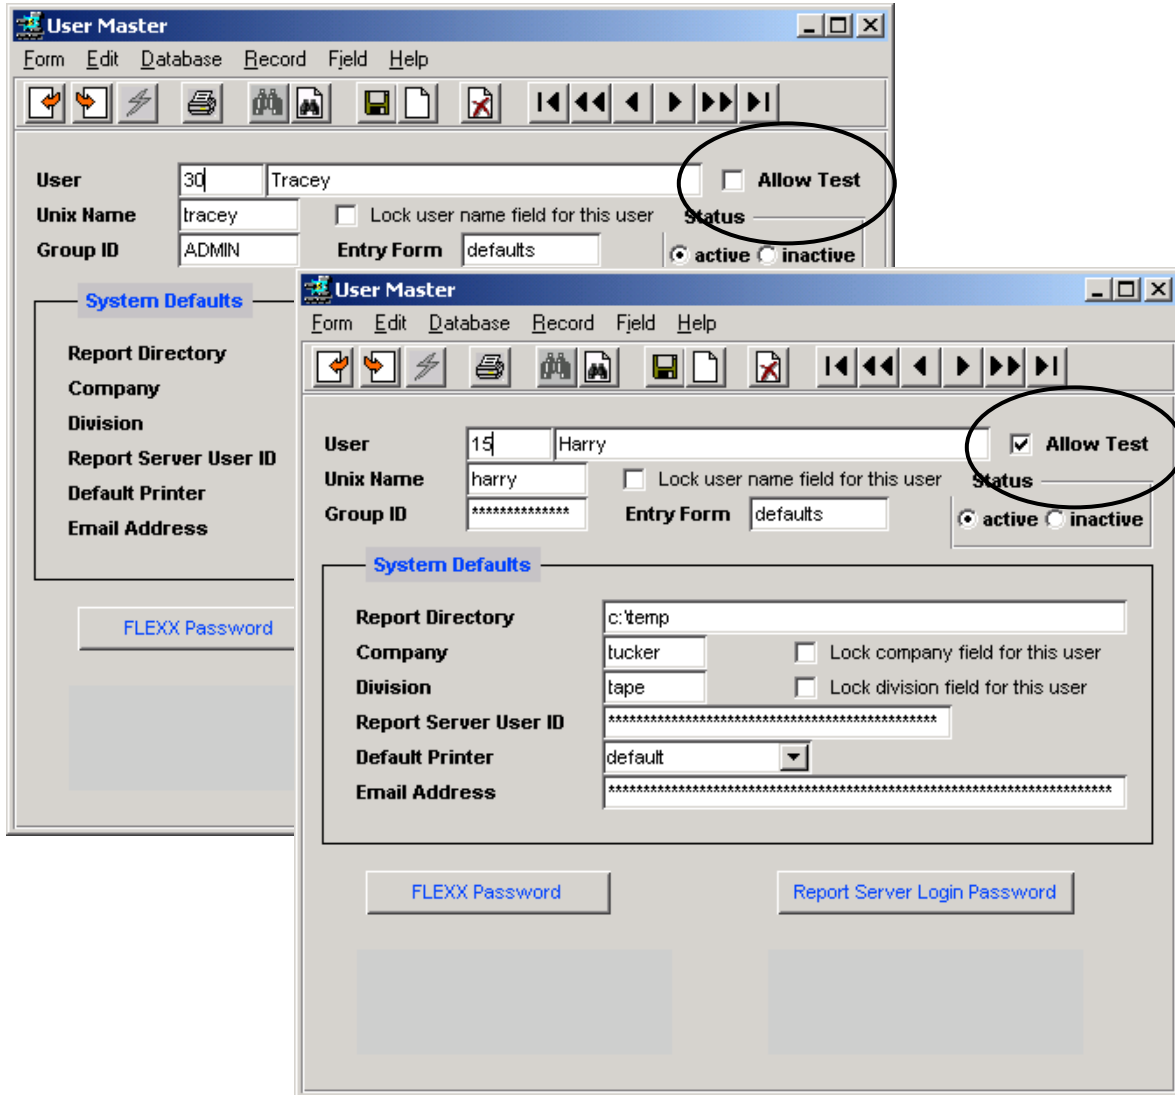 User Master
Form Edit Database Record Field Help
User 30 Tracey Allow Test
Unix Name tracey Lock user name field for this user Status
Group ID ADMIN Entry Form defaults active inactive
System Defaults
Report Directory
Company
Division
Report Server User ID
Default Printer
Email Address
FLEXX Password
User Master
Form Edit Database Record Field Help
User 15 Harry Allow Test
Unix Name harry Lock user name field for this user Status
Group ID ************** Entry Form defaults active inactive
System Defaults
Report Directory c:\temp
Company tucker Lock company field for this user
Division tape Lock division field for this user
Report Server User ID ***********************************************
Default Printer default
Email Address ************************************************************************
FLEXX Password Report Server Login Password